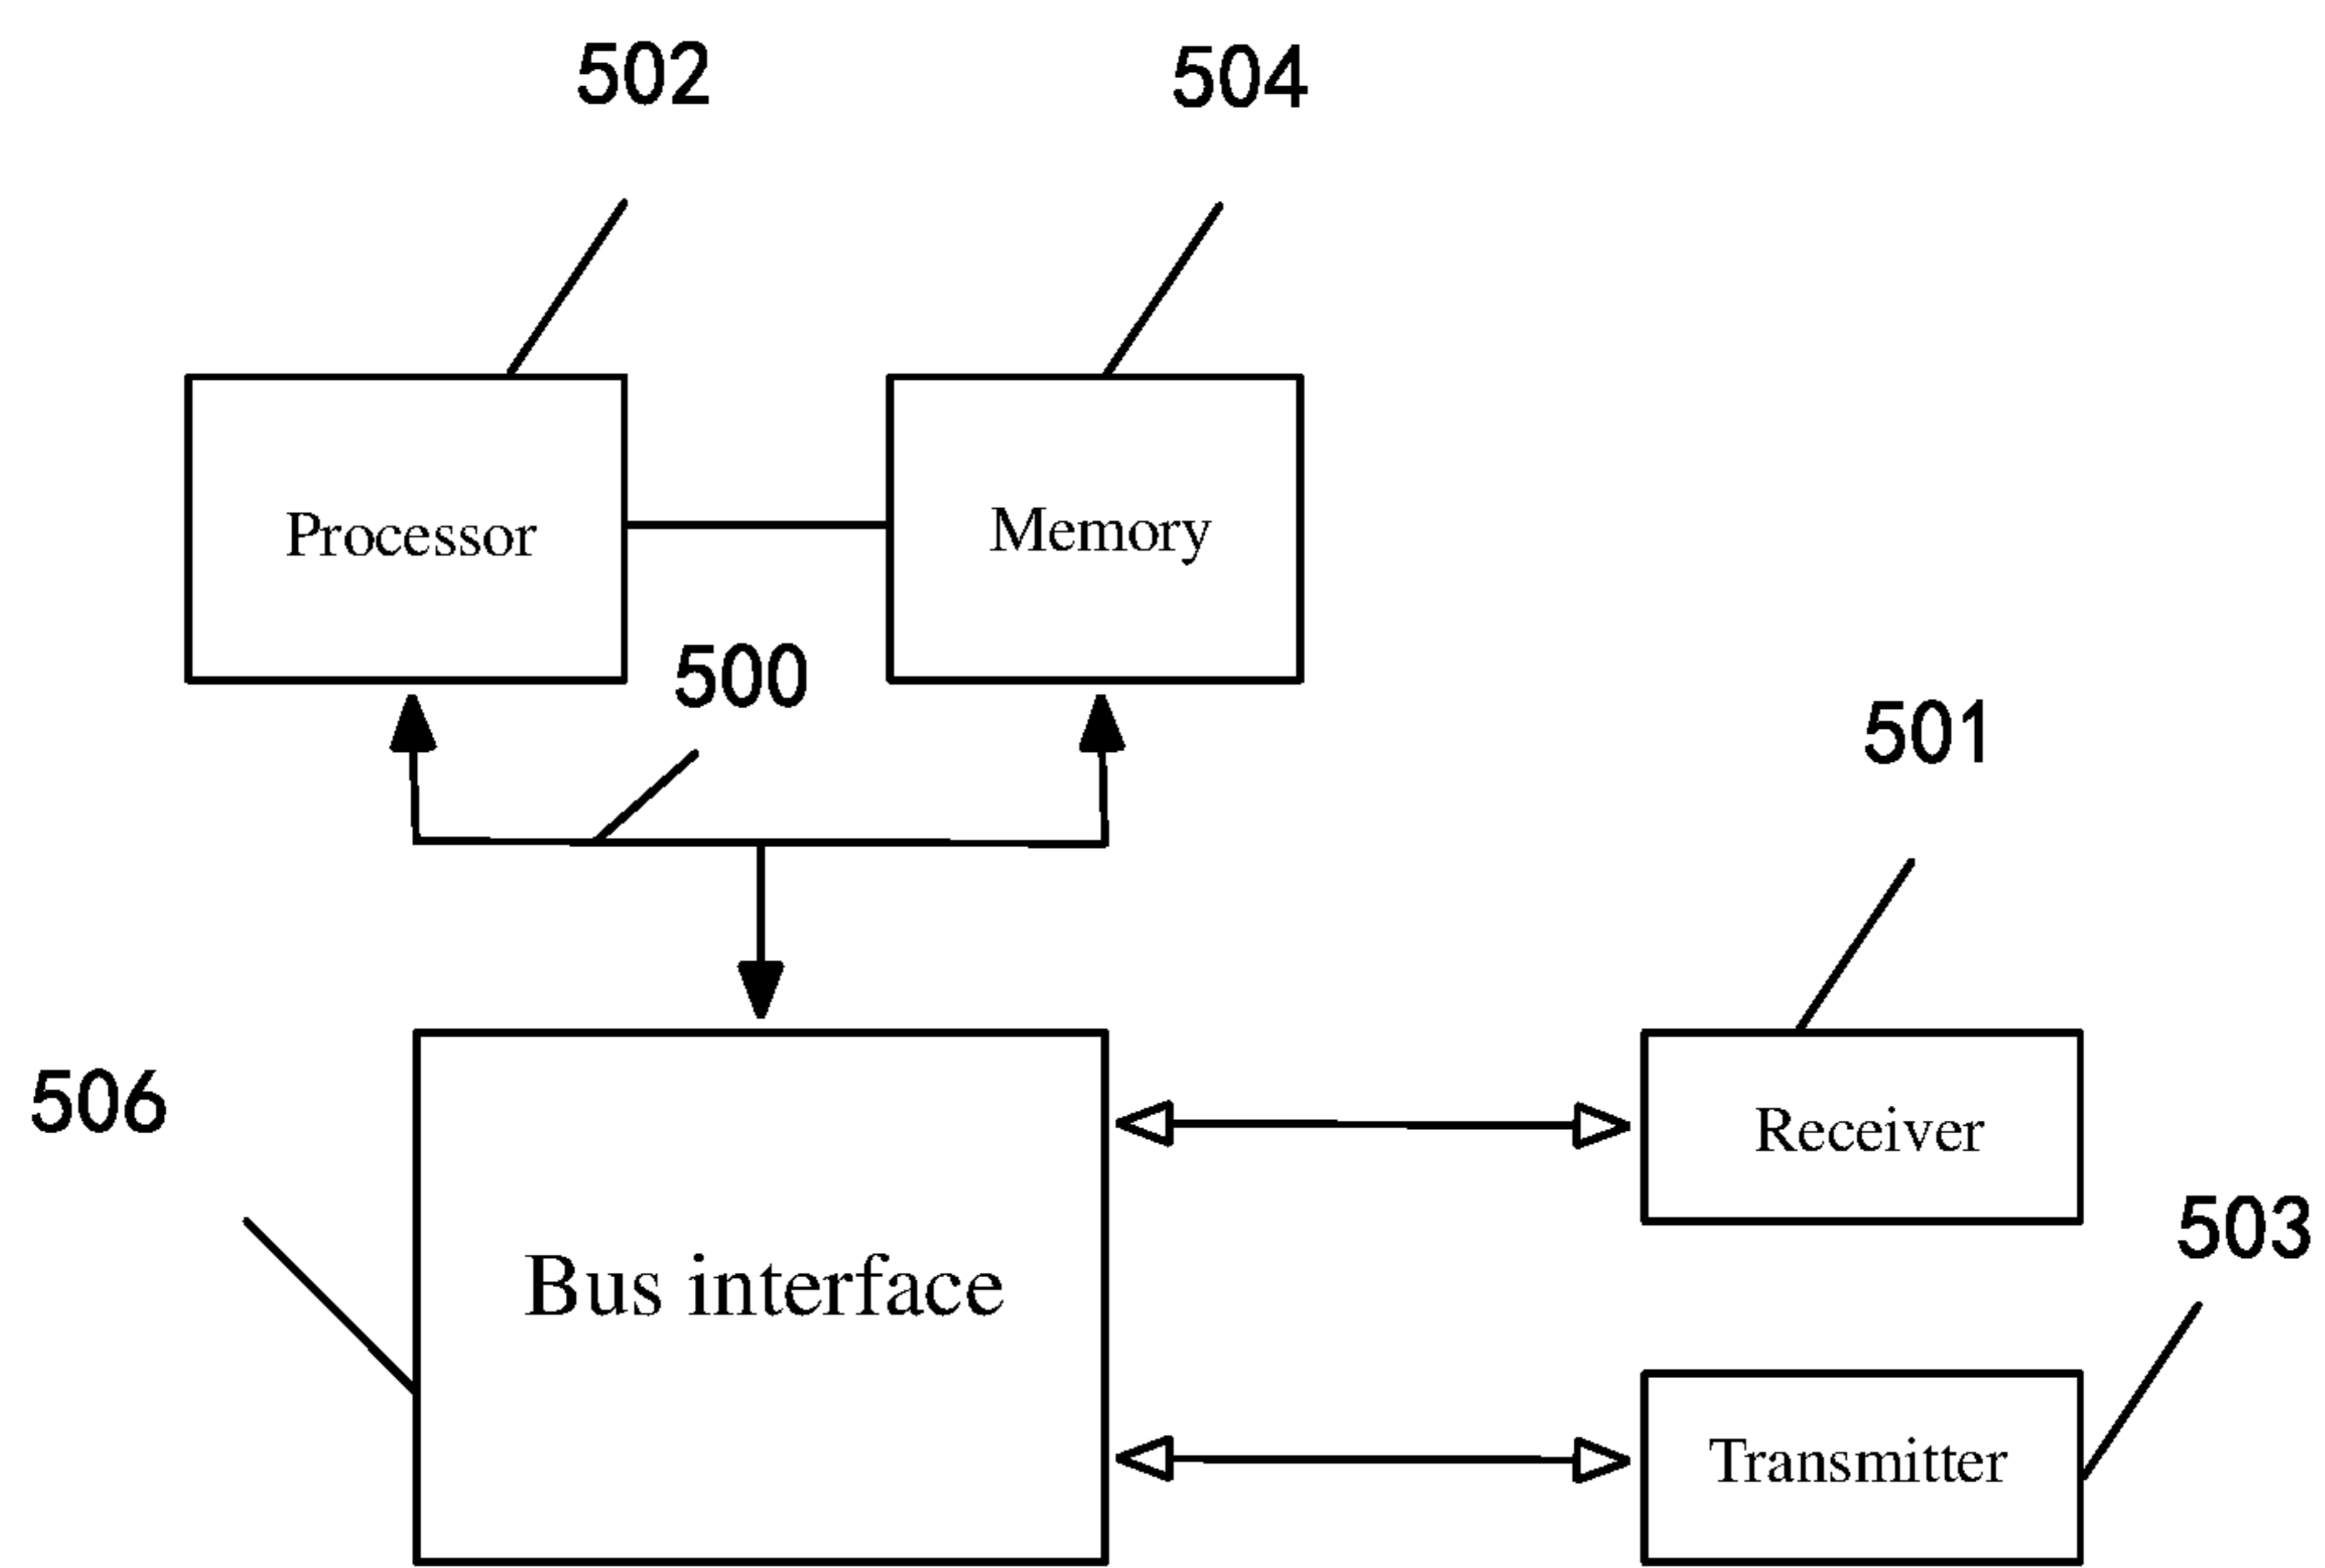 502
504
Processor
Memory
500
501
506
Receiver
503
Bus interface
Transmitter